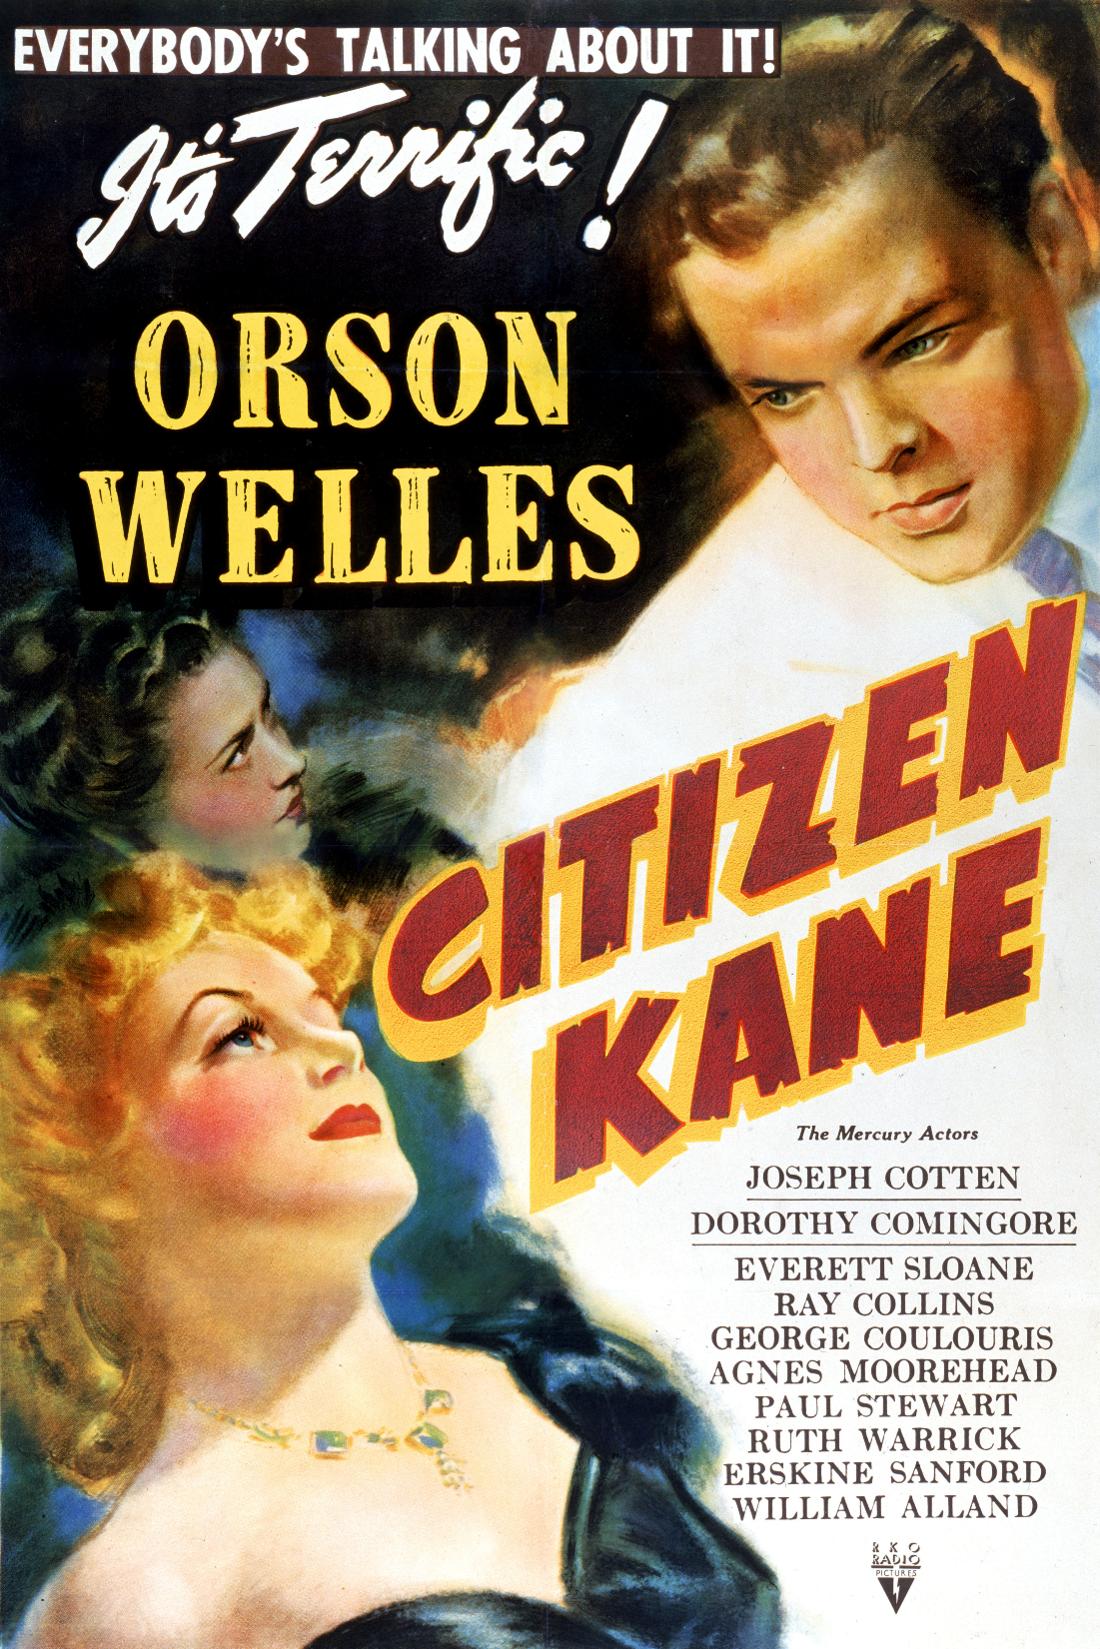 EVERYBODY'S TALKING ABOUT IT!
It's Terrific!
ORSON
WELLES
CITIZEN
KANE
The Mercury Actors
JOSEPH COTTEN
DOROTHY COMINGORE
EVERETT SLOANE
RAY COLLINS
GEORGE COULOURIS
AGNES MOOREHEAD
PAUL STEWART
RUTH WARRICK
ERSKINE SANFORD
WILLIAM ALLAND
RKO
RADIO
PICTURES